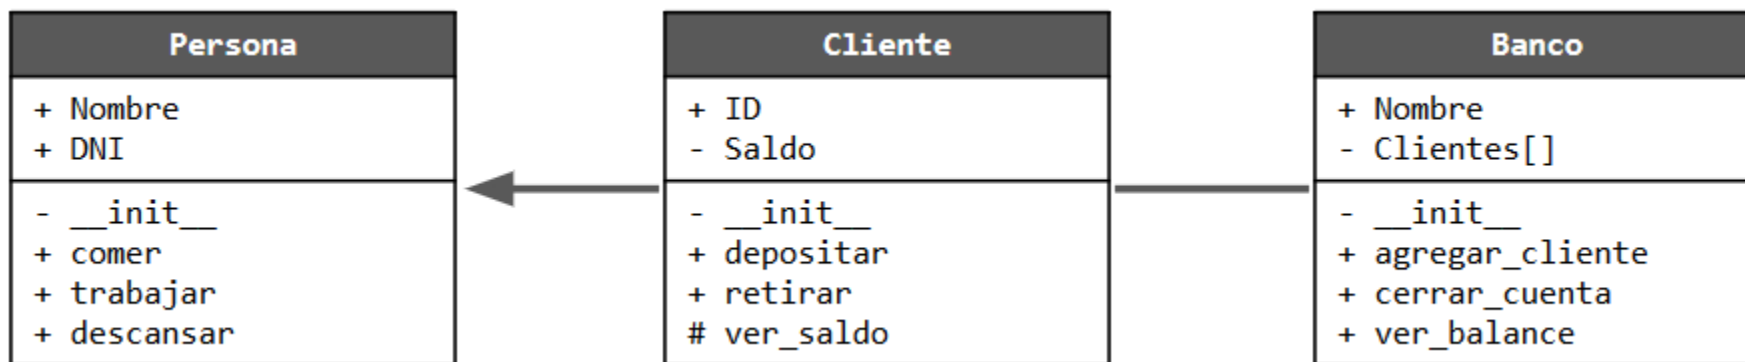 Persona
+ Nombre
+ DNI
- __init__
+ comer
+ trabajar
+ descansar
Cliente
+ ID
- Saldo
- __init__
+ depositar
+ retirar
# ver_saldo
Banco
+ Nombre
- Clientes[]
- __init__
+ agregar_cliente
+ cerrar_cuenta
+ ver_balance